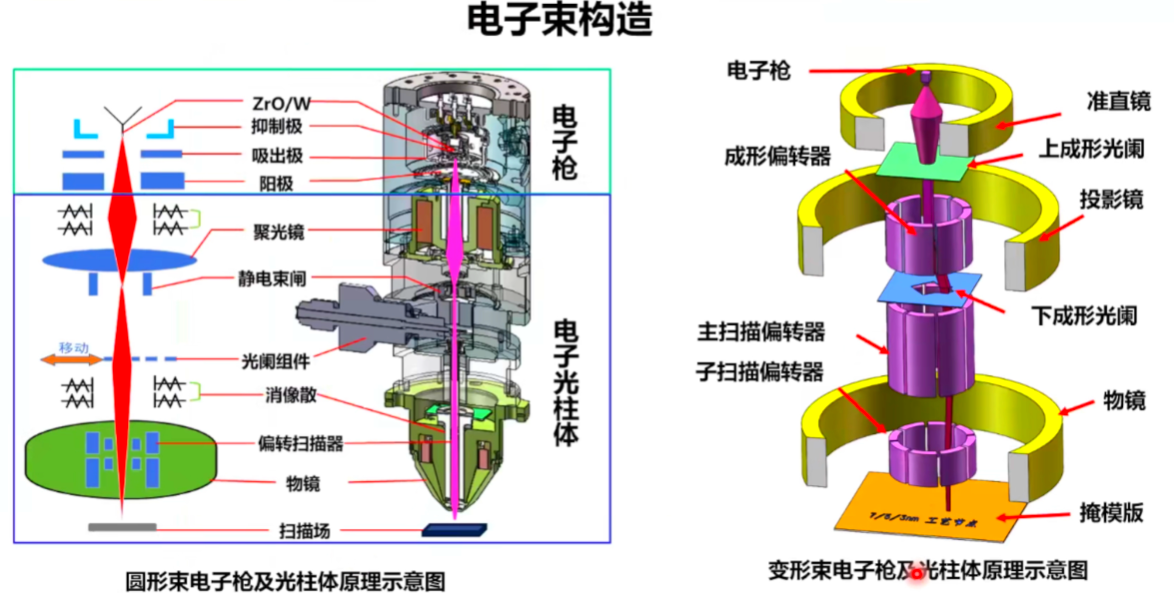 电子束构造
ZrO/W
抑制极
吸出极
阳极
聚光镜
静电束闸
移动
光阑组件
消像散
偏转扫描器
物镜
扫描场
电子枪
电子光柱体
圆形束电子枪及光柱体原理示意图
电子枪
准直镜
成形偏转器
上成形光阑
投影镜
下成形光阑
主扫描偏转器
子扫描偏转器
物镜
掩模版
7/5/3nm 工艺节点
变形束电子枪及光柱体原理示意图